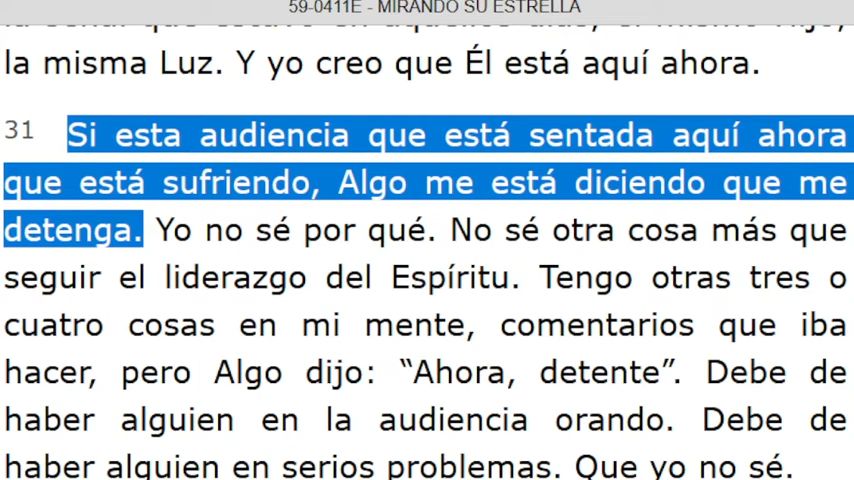 59-0411E - MIRANDO SU ESTRELLA
la misma Luz. Y yo creo que Él está aquí ahora.
31 Si esta audiencia que está sentada aquí ahora
que está sufriendo, Algo me está diciendo que me
detenga. Yo no sé por qué. No sé otra cosa más que
seguir el liderazgo del Espíritu. Tengo otras tres o
cuatro cosas en mi mente, comentarios que iba
hacer, pero Algo dijo: “Ahora, detente”. Debe de
haber alguien en la audiencia orando. Debe de
haber alguien en serios problemas. Que yo no sé.